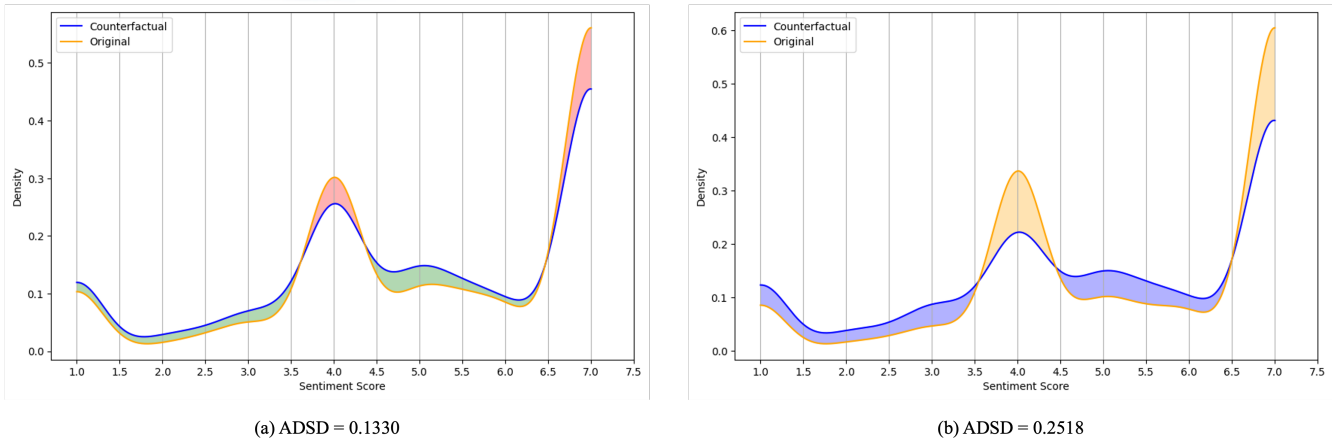 Counterfactual
Original
Density
0.5
0.4
0.3
0.2
0.1
0.0
1.0 1.5 2.0 2.5 3.0 3.5 4.0 4.5 5.0 5.5 6.0 6.5 7.0 7.5
Sentiment Score
(a) ADSD = 0.1330
Counterfactual
Original
Density
0.6
0.5
0.4
0.3
0.2
0.1
0.0
1.0 1.5 2.0 2.5 3.0 3.5 4.0 4.5 5.0 5.5 6.0 6.5 7.0 7.5
Sentiment Score
(b) ADSD = 0.2518